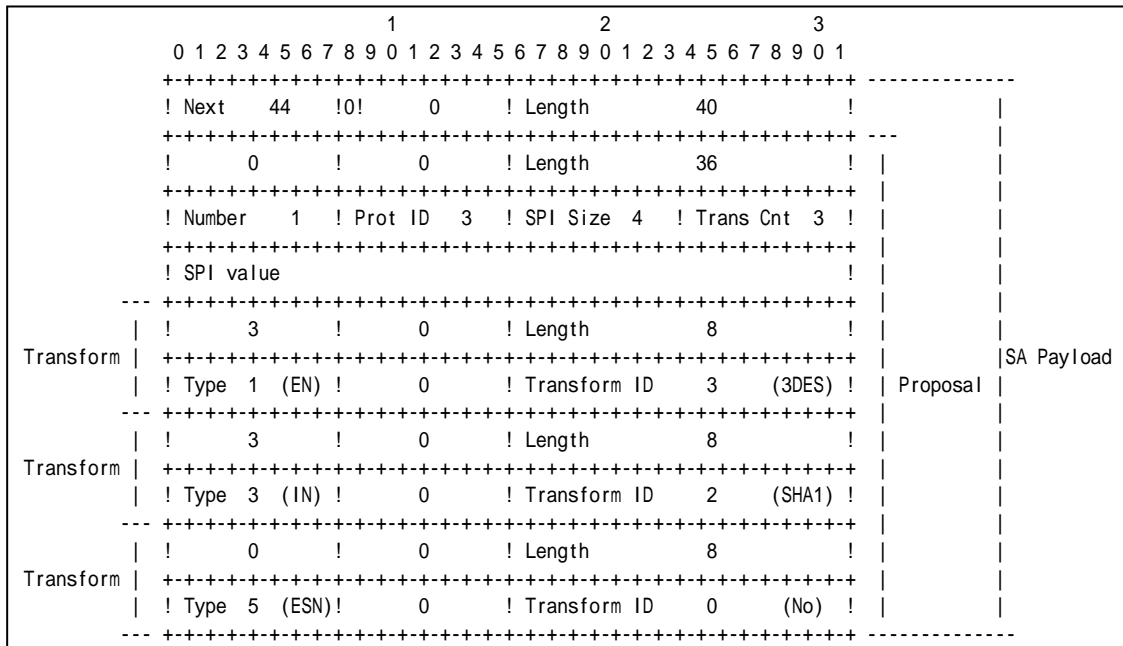 1                   2                   3
              0 1 2 3 4 5 6 7 8 9 0 1 2 3 4 5 6 7 8 9 0 1 2 3 4 5 6 7 8 9 0 1
             +-+-+-+-+-+-+-+-+-+-+-+-+-+-+-+-+-+-+-+-+-+-+-+-+-+-+-+-+-+-+-+-+ --------------
             ! Next    44    !0!      0      ! Length          40            !              |
             +-+-+-+-+-+-+-+-+-+-+-+-+-+-+-+-+-+-+-+-+-+-+-+-+-+-+-+-+-+-+-+-+ ---          |
             !       0       !       0       ! Length          36            !  |           |
             +-+-+-+-+-+-+-+-+-+-+-+-+-+-+-+-+-+-+-+-+-+-+-+-+-+-+-+-+-+-+-+-+  |           |
             ! Number      1 ! Prot ID   3   ! SPI Size  4   ! Trans Cnt  3  !  |           |
             +-+-+-+-+-+-+-+-+-+-+-+-+-+-+-+-+-+-+-+-+-+-+-+-+-+-+-+-+-+-+-+-+  |           |
             ! SPI value                                                     !  |           |
         --- +-+-+-+-+-+-+-+-+-+-+-+-+-+-+-+-+-+-+-+-+-+-+-+-+-+-+-+-+-+-+-+-+  |           |
          |  !       3       !       0       ! Length           8            !  |           |
Transform |  +-+-+-+-+-+-+-+-+-+-+-+-+-+-+-+-+-+-+-+-+-+-+-+-+-+-+-+-+-+-+-+-+  |           |SA Payload
          |  ! Type  1  (EN) !       0       ! Transform ID     3     (3DES) !  | Proposal  |
         --- +-+-+-+-+-+-+-+-+-+-+-+-+-+-+-+-+-+-+-+-+-+-+-+-+-+-+-+-+-+-+-+-+  |           |
          |  !       3       !       0       ! Length           8            !  |           |
Transform |  +-+-+-+-+-+-+-+-+-+-+-+-+-+-+-+-+-+-+-+-+-+-+-+-+-+-+-+-+-+-+-+-+  |           |
          |  ! Type  3  (IN) !       0       ! Transform ID     2     (SHA1) !  |           |
         --- +-+-+-+-+-+-+-+-+-+-+-+-+-+-+-+-+-+-+-+-+-+-+-+-+-+-+-+-+-+-+-+-+  |           |
          |  !       0       !       0       ! Length           8            !  |           |
Transform |  +-+-+-+-+-+-+-+-+-+-+-+-+-+-+-+-+-+-+-+-+-+-+-+-+-+-+-+-+-+-+-+-+  |           |
          |  ! Type  5  (ESN)!       0       ! Transform ID     0      (No)  !  |           |
         --- +-+-+-+-+-+-+-+-+-+-+-+-+-+-+-+-+-+-+-+-+-+-+-+-+-+-+-+-+-+-+-+-+ --------------